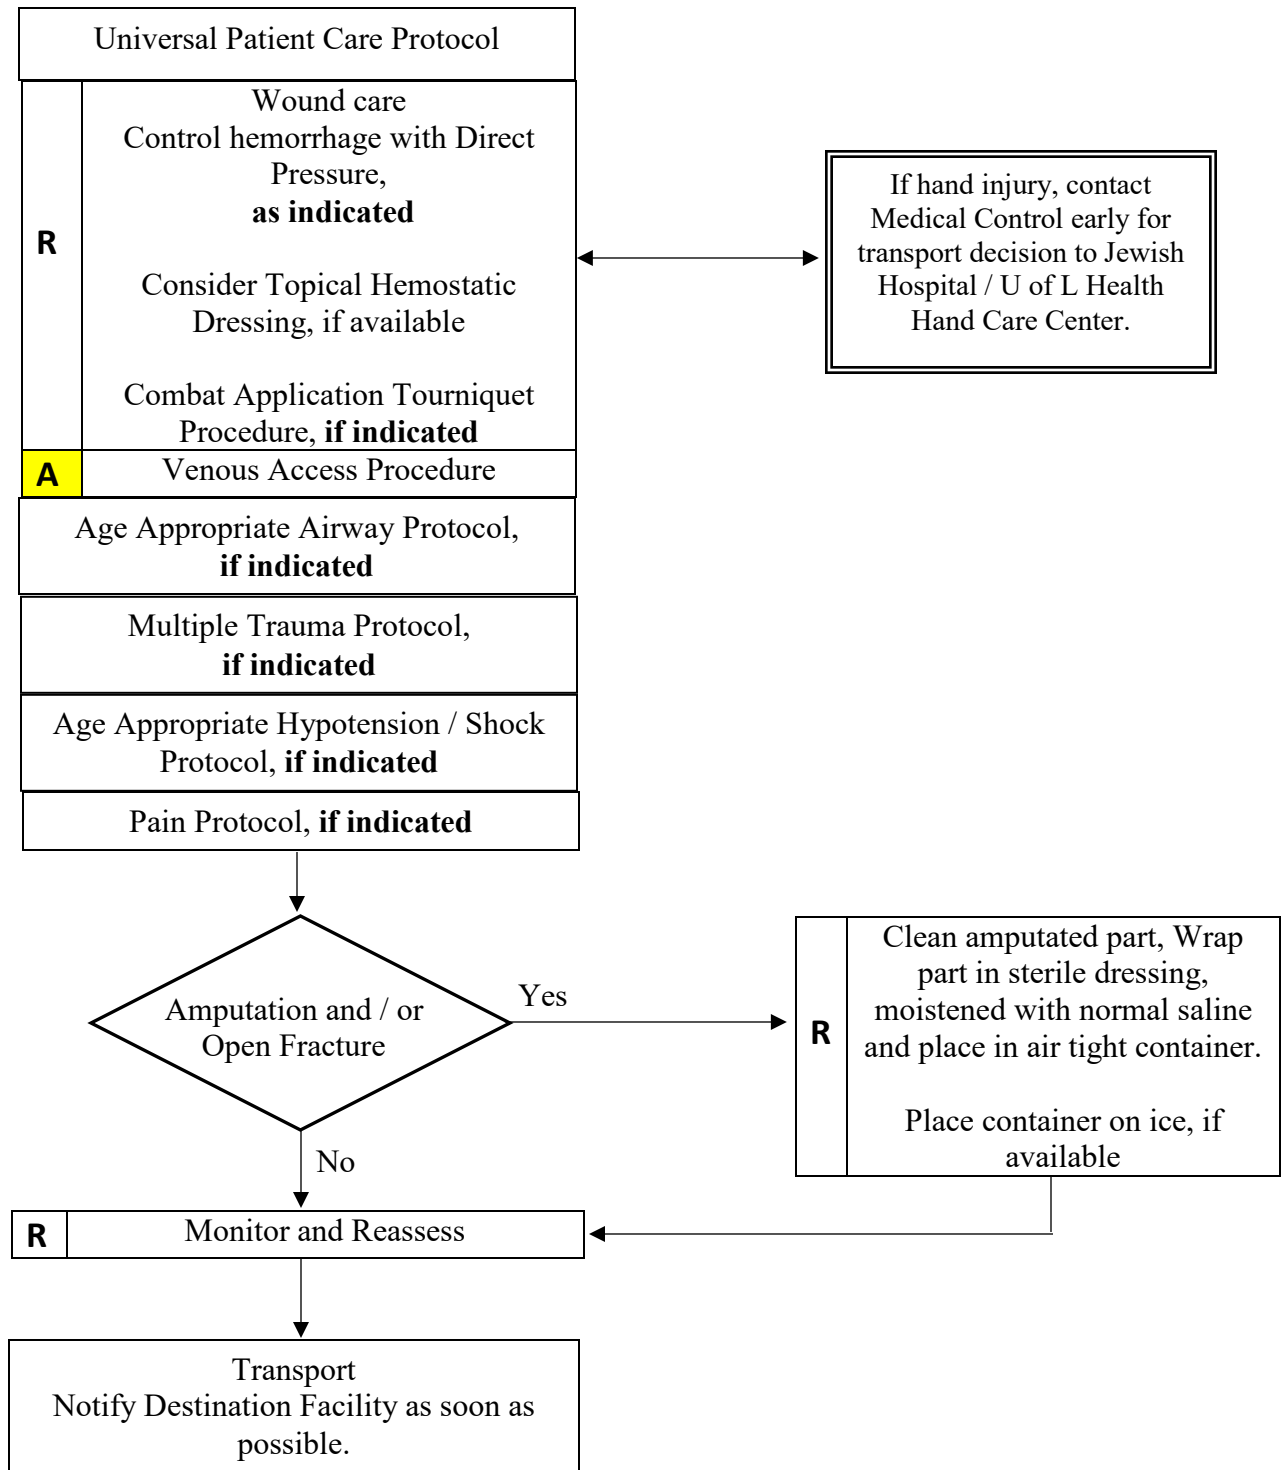 Universal Patient Care Protocol
R
Wound care
Control hemorrhage with Direct
Pressure,
as indicated
Consider Topical Hemostatic
Dressing, if available
Combat Application Tourniquet
Procedure, if indicated
If hand injury, contact
Medical Control early for
transport decision to Jewish
Hospital / U of L Health
Hand Care Center.
A
Venous Access Procedure
Age Appropriate Airway Protocol,
if indicated
Multiple Trauma Protocol,
if indicated
Age Appropriate Hypotension / Shock
Protocol, if indicated
Pain Protocol, if indicated
Amputation and / or
Open Fracture
Yes
R
Clean amputated part, Wrap
part in sterile dressing,
moistened with normal saline
and place in air tight container.
Place container on ice, if
available
No
R
Monitor and Reassess
Transport
Notify Destination Facility as soon as
possible.